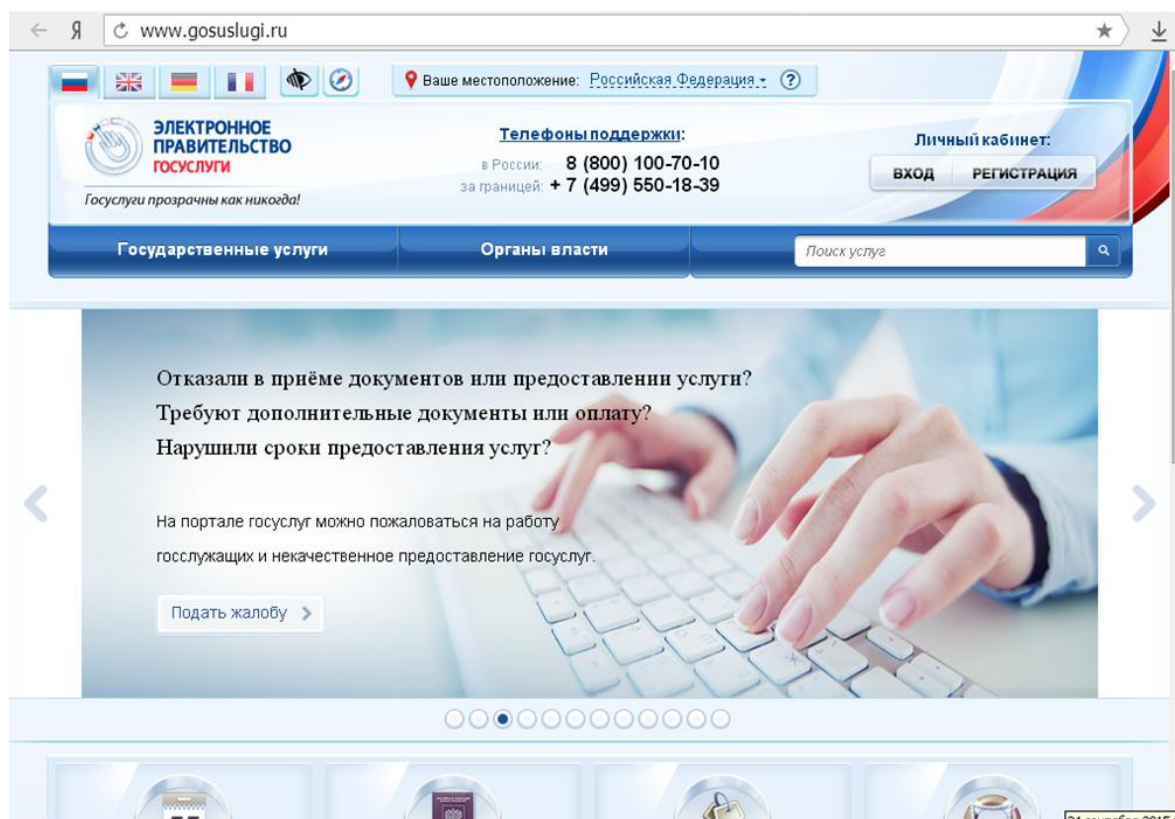 www.gosuslugi.ru
Ваше местоположение: Российская Федерация
ЭЛЕКТРОННОЕ
ПРАВИТЕЛЬСТВО
ГОСУСЛУГИ
Госуслуги прозрачны как никогда!
Телефоны поддержки:
в России: 8 (800) 100-70-10
за границей: + 7 (499) 550-18-39
Личный кабинет:
ВХОД РЕГИСТРАЦИЯ
Государственные услуги Органы власти Поиск услуг
Отказали в приёме документов или предоставлении услуги?
Требуют дополнительные документы или оплату?
Нарушили сроки предоставления услуг?
На портале госуслуг можно пожаловаться на работу
госслужащих и некачественное предоставление госуслуг.
Подать жалобу